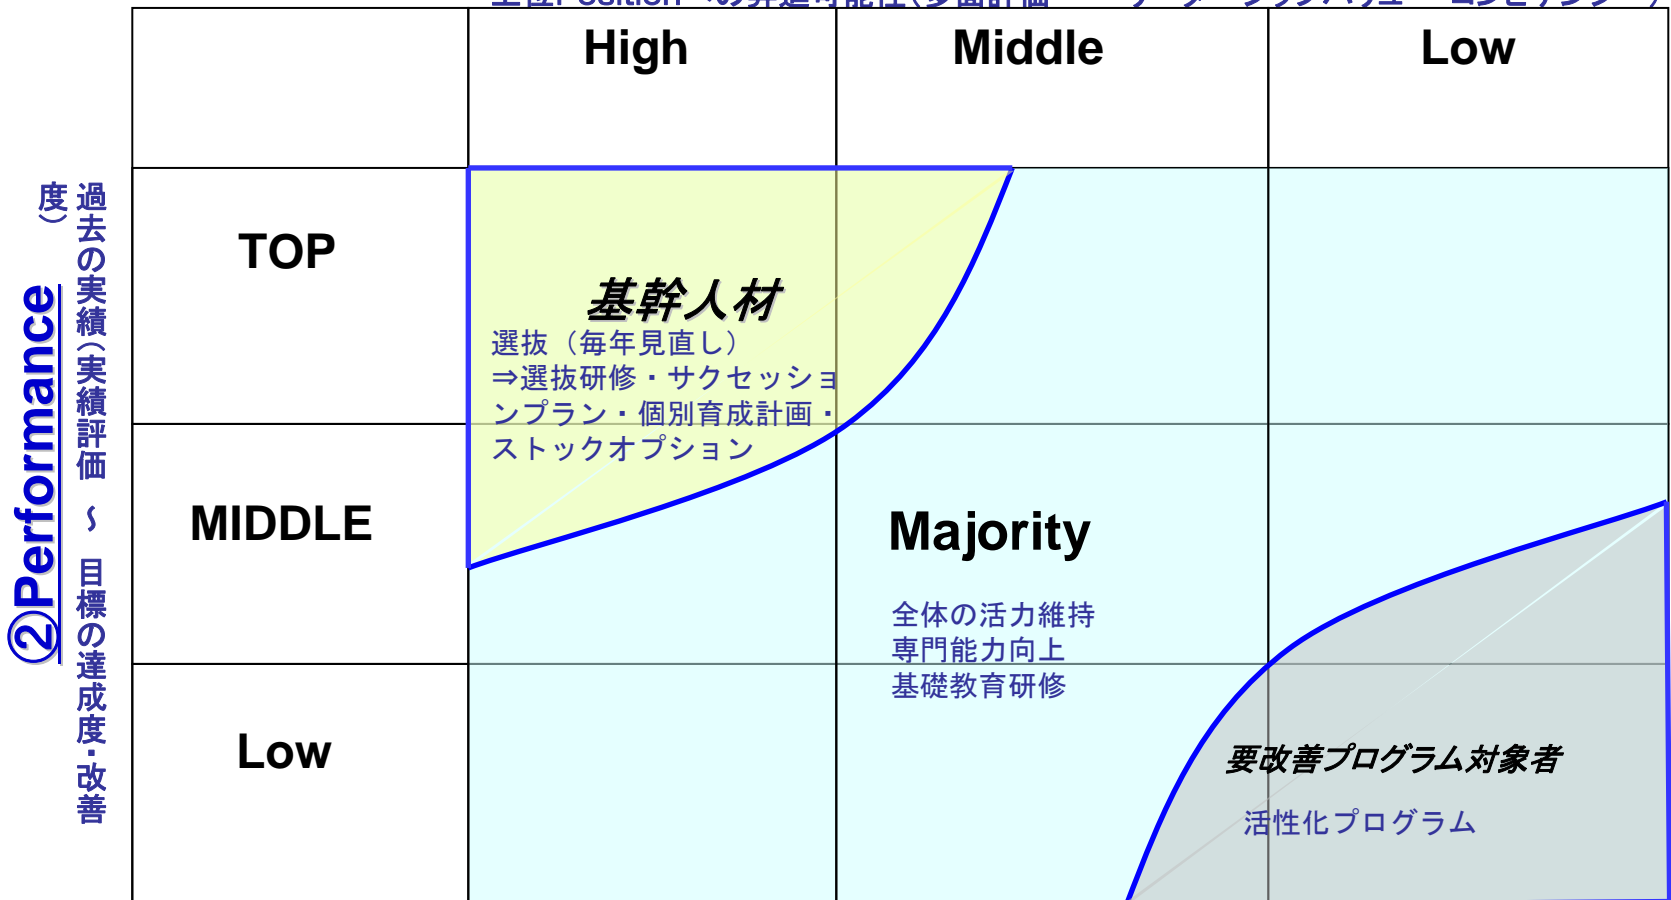 High
Middle
Low
TOP
MIDDLE
Low
②Performance
過去の実績（実績評価　～　目標の達成度・改善
度）
基幹人材
選抜（毎年見直し）
⇒選抜研修・サクセッショ
ンプラン・個別育成計画・
ストックオプション
Majority
全体の活力維持
専門能力向上
基礎教育研修
要改善プログラム対象者
活性化プログラム